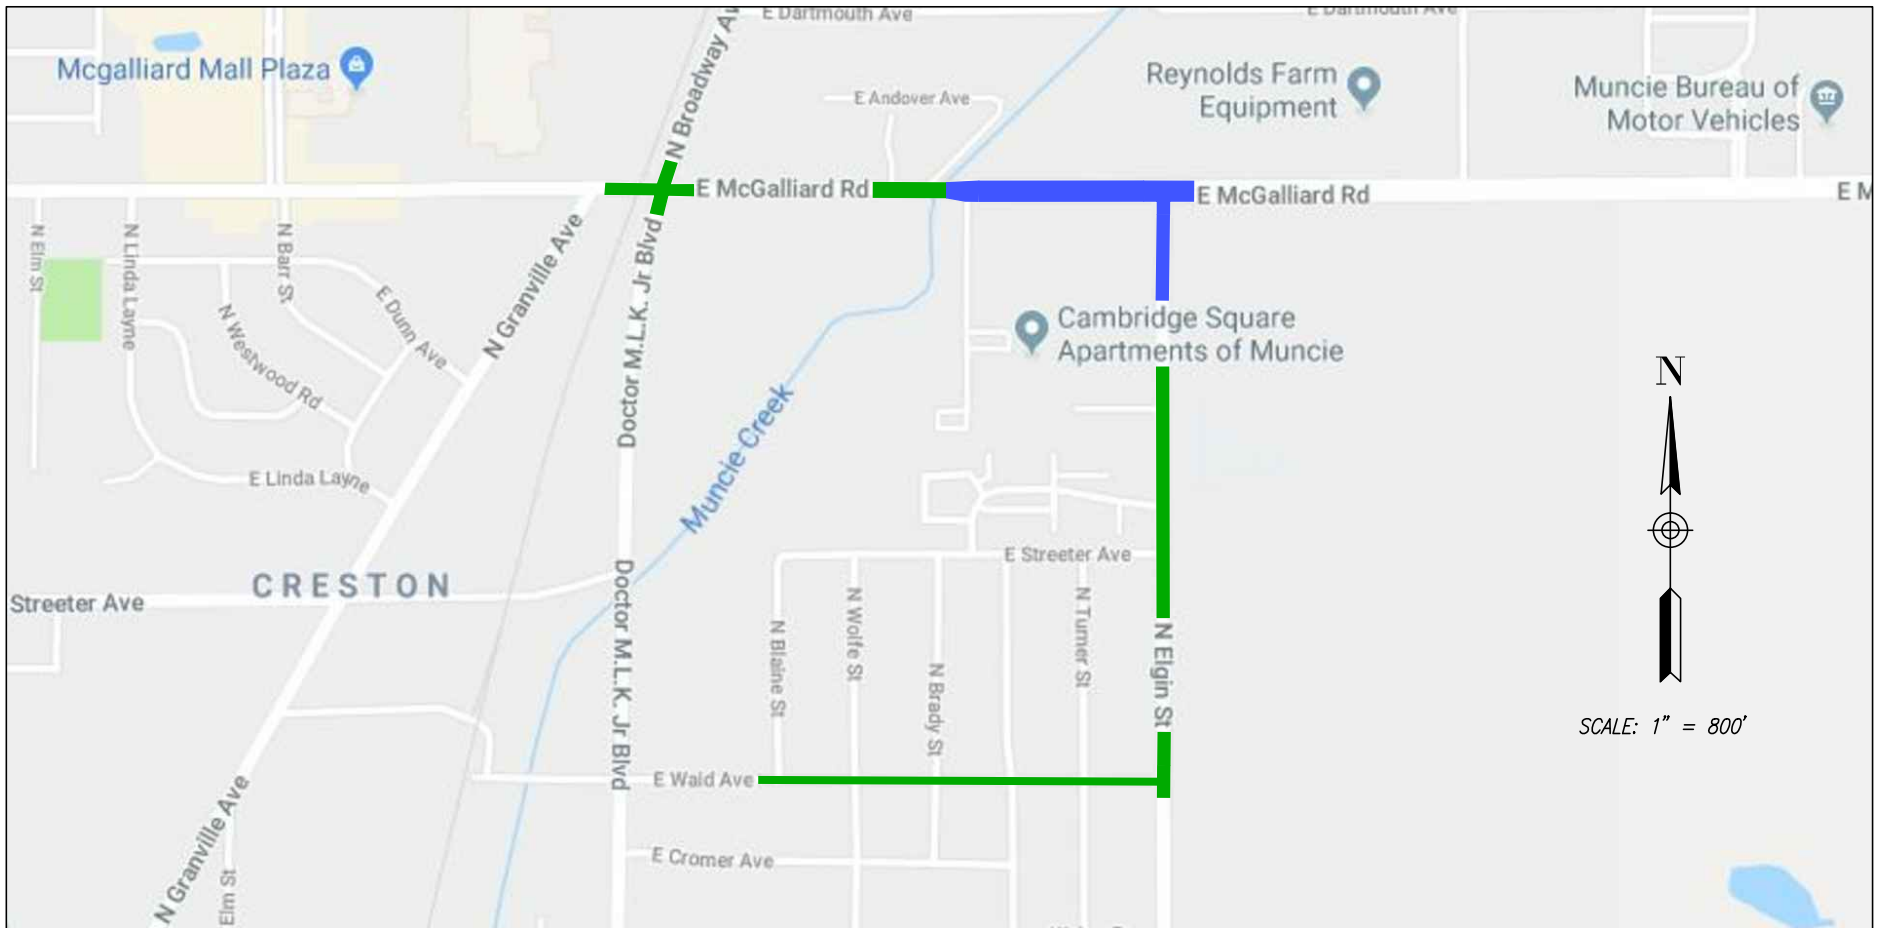 E Dartmouth Ave
E Dartmouth Ave
N Broadway Av
Mcgalliard Mall Plaza
Reynolds Farm
Equipment
Muncie Bureau of
Motor Vehicles
E Andover Ave
E McGalliard Rd
E McGalliard Rd
E M
N Elm St
N Linda Layne
N Barr St
E Dunn Ave
N Westwood Rd
N Granville Ave
Doctor M.L.K. Jr Blvd
Cambridge Square
Apartments of Muncie
Muncie Creek
N
E Linda Layne
CRESTON
Streeter Ave
E Streeter Ave
Doctor M.L.K. Jr Blvd
N Blaine St
N Wolfe St
N Brady St
N Turner St
N Elgin St
SCALE: 1" = 800'
E Wald Ave
E Cromer Ave
N Granville Ave
Elm St